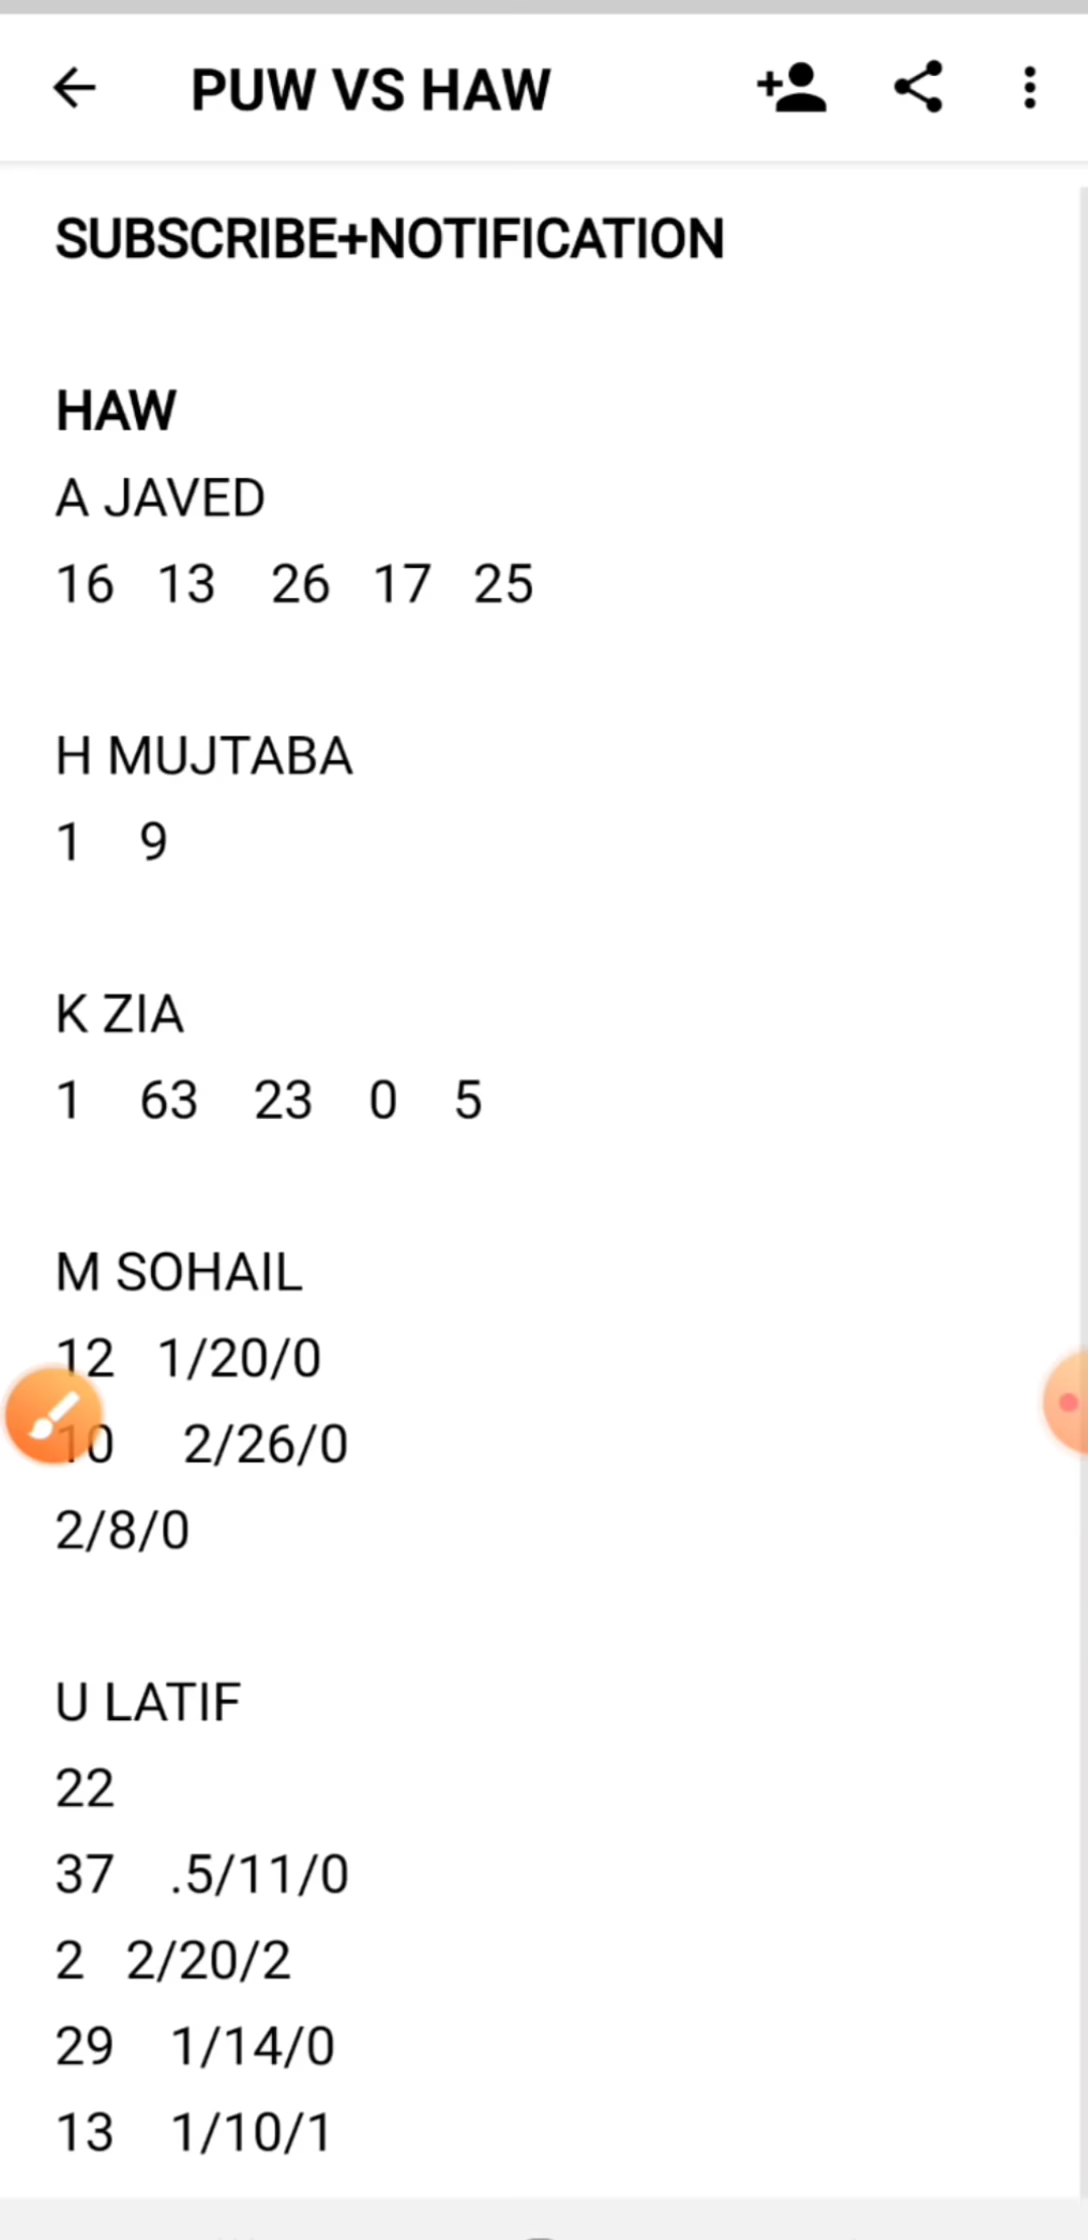 PUW VS HAW
SUBSCRIBE+NOTIFICATION
HAW
A JAVED
16 13 26 17 25
H MUJTABA
1 9
K ZIA
1 63 23 0 5
M SOHAIL
12 1/20/0
10 2/26/0
2/8/0
U LATIF
22
37 .5/11/0
2 2/20/2
29 1/14/0
13 1/10/1